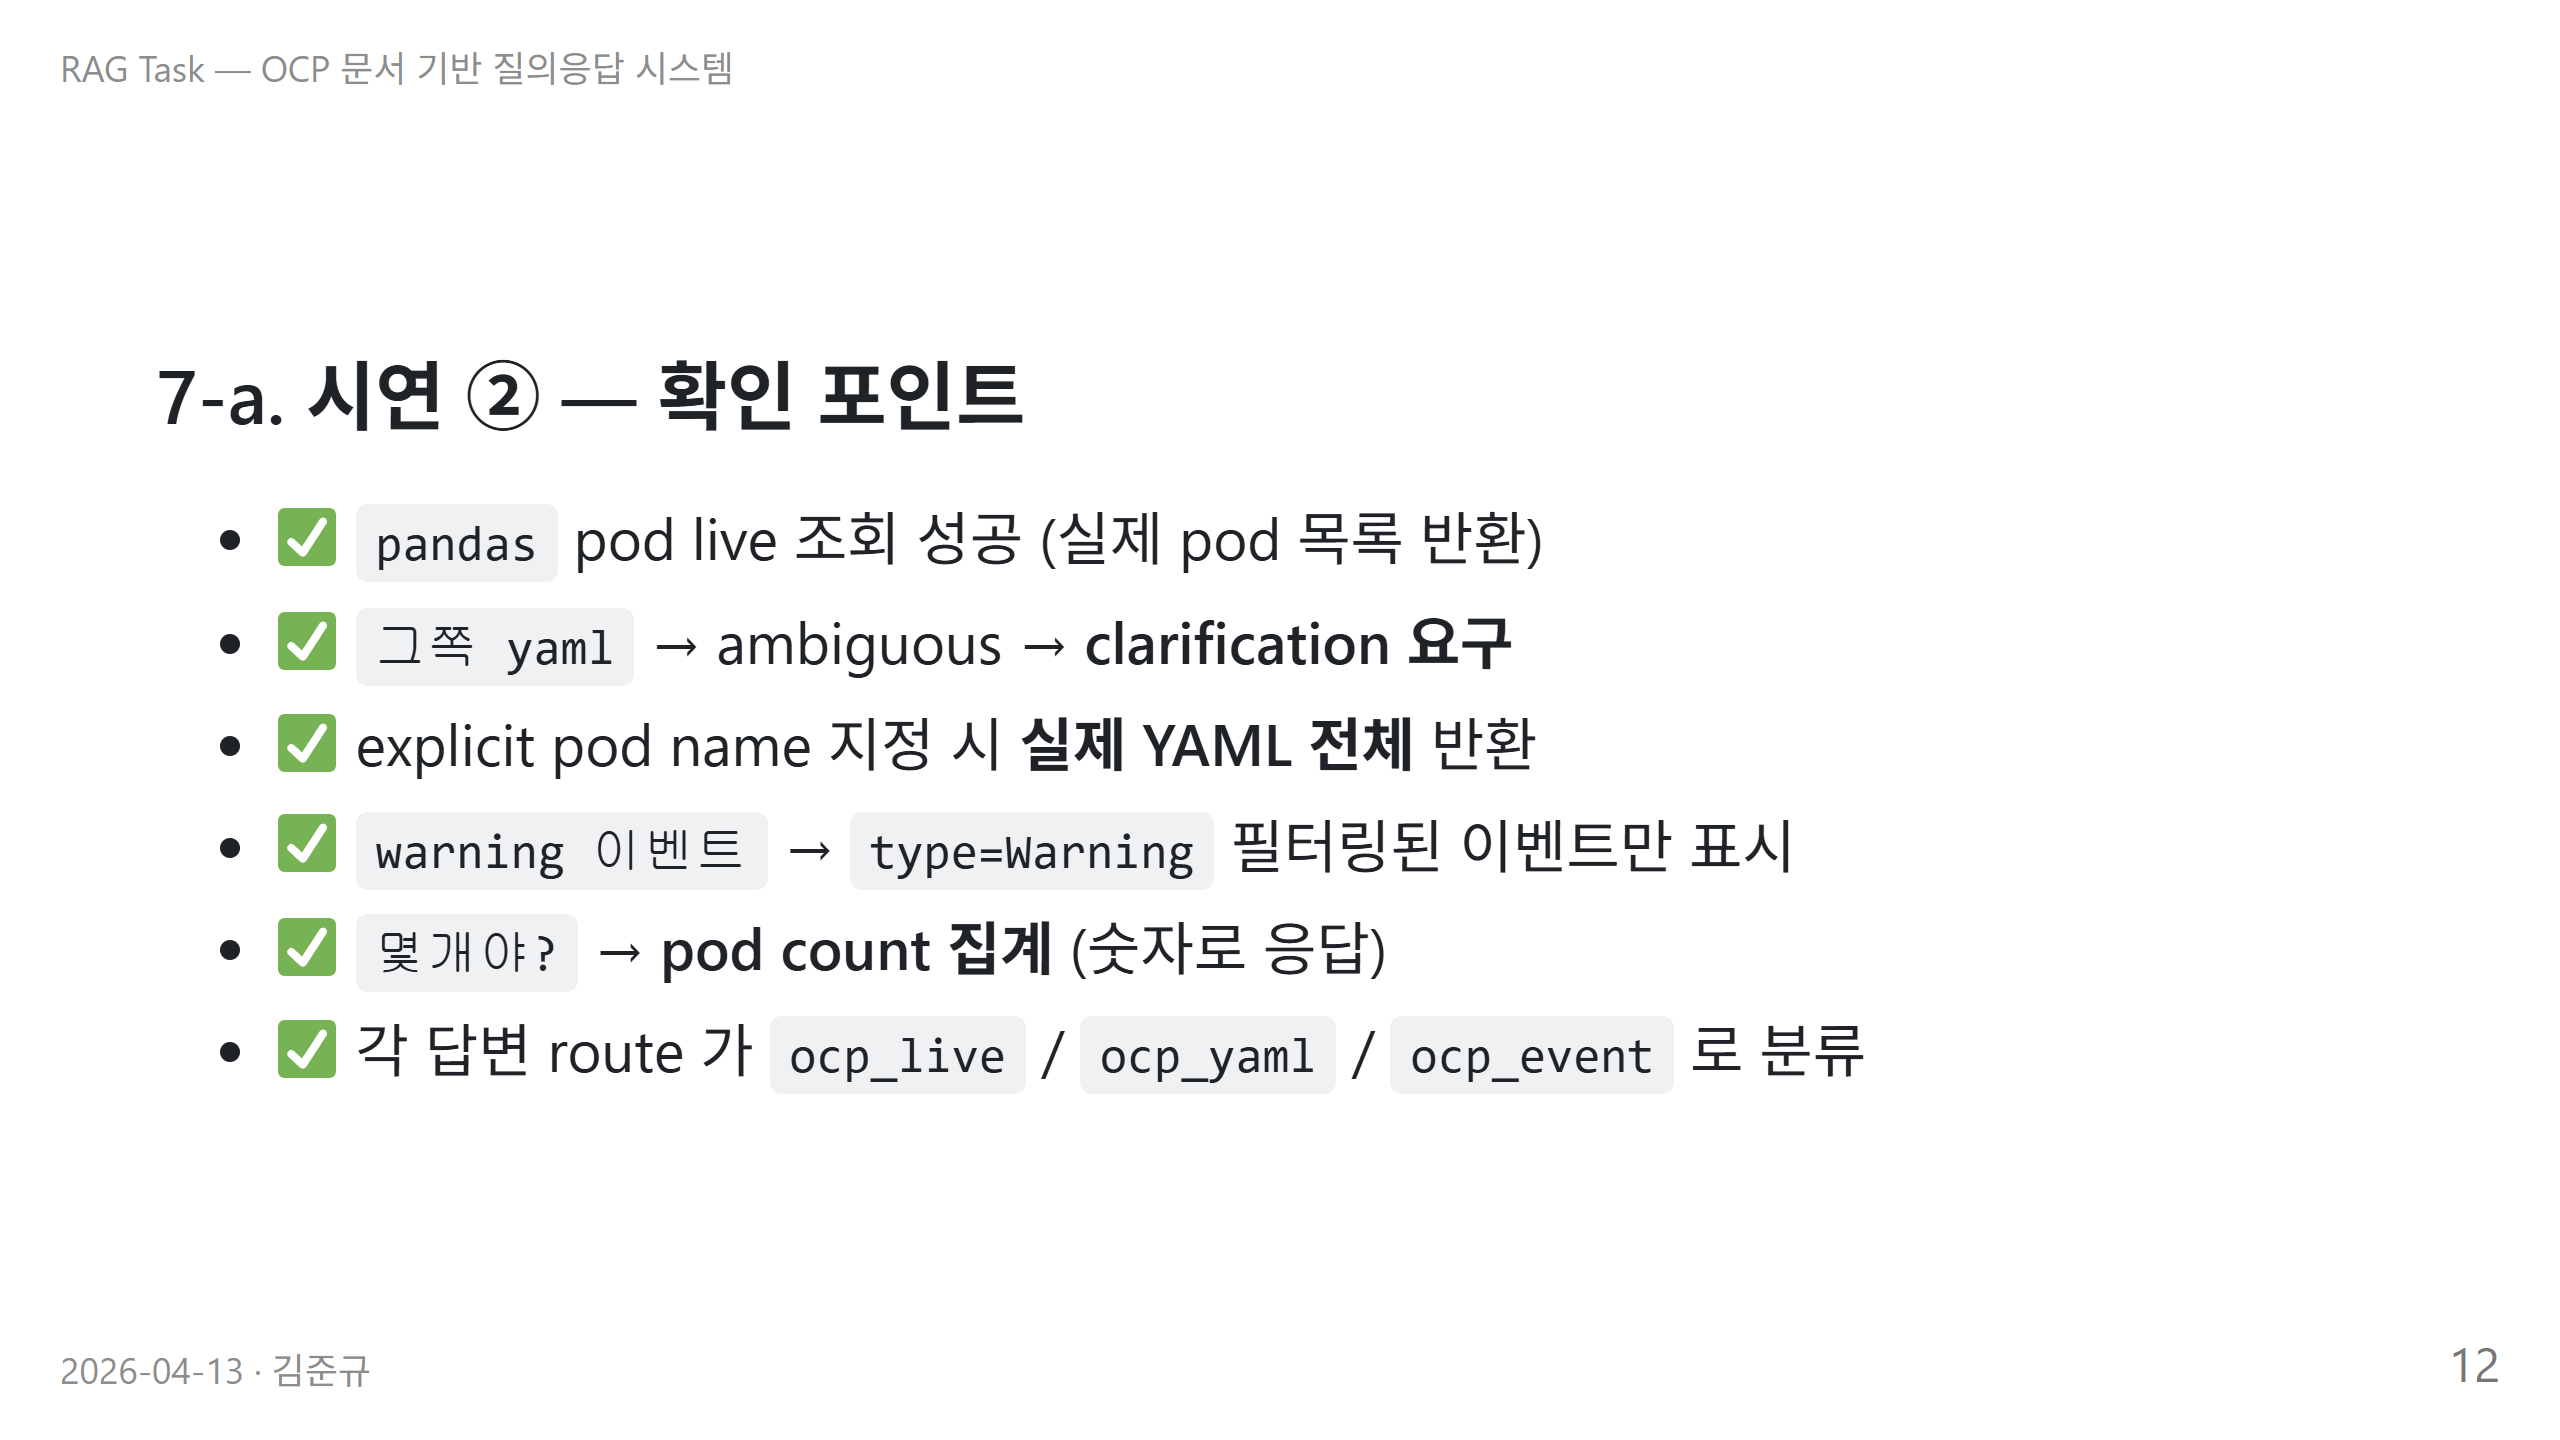 RAG Task — OCP 문서 기반 질의응답 시스템
7-a. 시연 ② — 확인 포인트
• ✅ pandas pod live 조회 성공 (실제 pod 목록 반환)
• ✅ 그쪽 yaml → ambiguous → clarification 요구
• ✅ explicit pod name 지정 시 실제 YAML 전체 반환
• ✅ warning 이벤트 → type=Warning 필터링된 이벤트만 표시
• ✅ 몇개야? → pod count 집계 (숫자로 응답)
• ✅ 각 답변 route 가 ocp_live / ocp_yaml / ocp_event 로 분류
2026-04-13 · 김준규
12